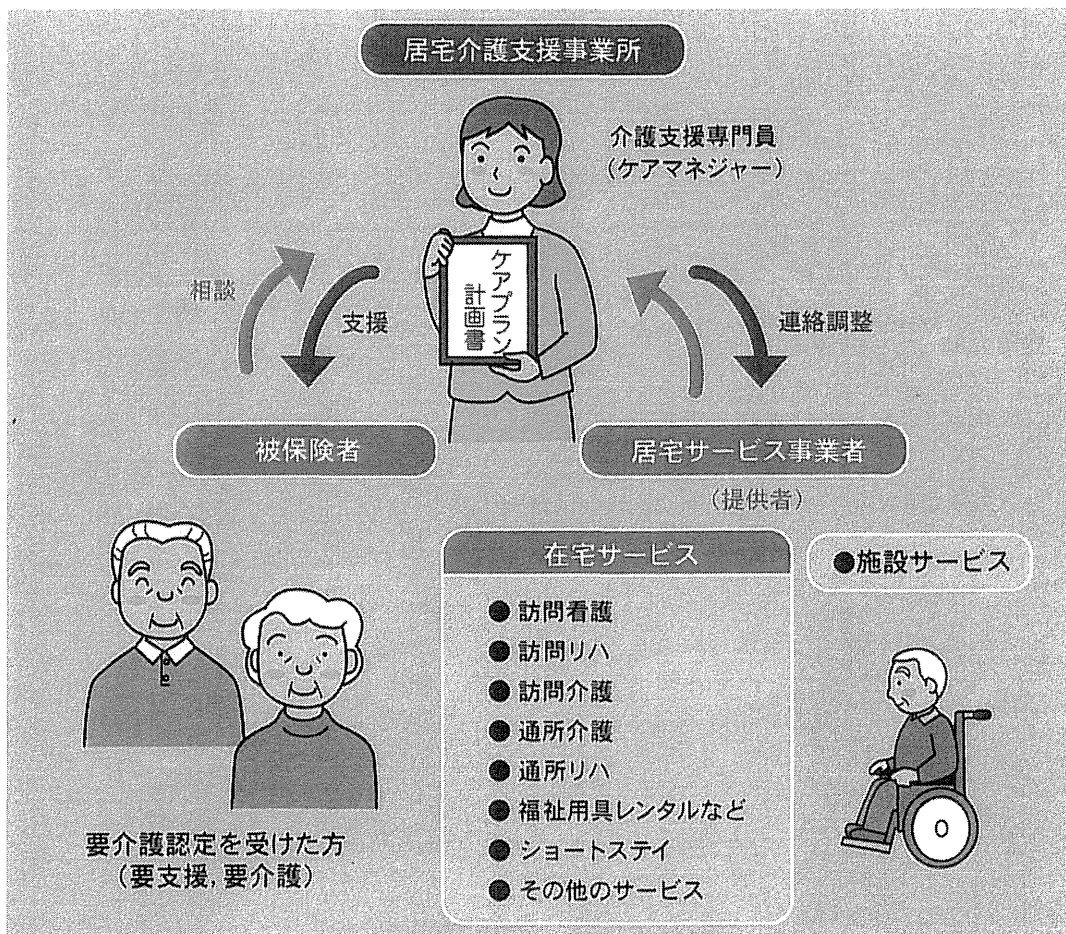 居宅介護支援事業所
介護支援専門員
(ケアマネジャー)
ケアプラン
計画書
相談
支援
連絡調整
被保険者
居宅サービス事業者
(提供者)
在宅サービス
●訪問看護
●訪問リハ
●訪問介護
●通所介護
●通所リハ
●福祉用具レンタルなど
●ショートステイ
●その他のサービス
●施設サービス
要介護認定を受けた方
(要支援,要介護)